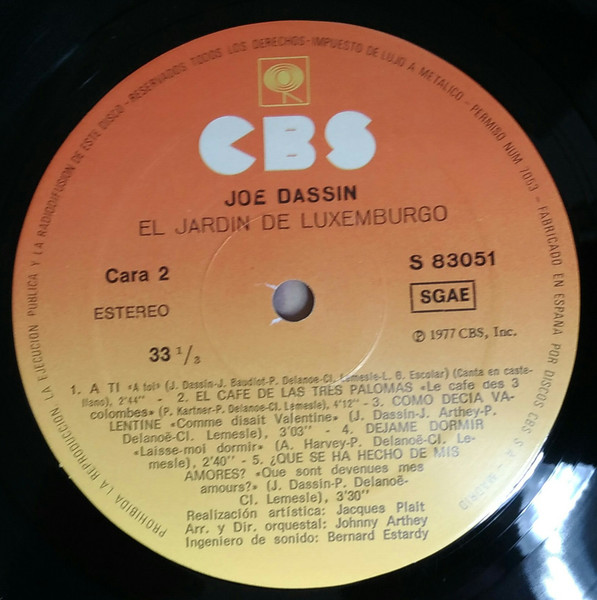 PROHIBIDA LA REPRODUCCIÓN, LA EJECUCIÓN PUBLICA Y LA RADIODIFUSION DE ESTE DISCO - RESERVADOS TODOS LOS DERECHOS - IMPUESTO DE LUJO A METALICO - PERMISO NUM. 7053 - FABRICADO EN ESPAÑA POR DISCOS CBS S.A. - MADRID
CBS
JOE DASSIN
EL JARDIN DE LUXEMBURGO
Cara 2
S 83051
ESTEREO
SGAE
℗ 1977 CBS, Inc.
33 1/3
1. A TI «A toi» (J. Dassin-J. Baudlot-P. Delanoe-Cl. Lemesle-L. G. Escolar) (Canta en caste-
llano), 2'44" - 2. EL CAFE DE LAS TRES PALOMAS «Le cafe des 3
colombes» (P. Kartner-P. Delanoe-Cl. Lemesle), 4'12" - 3. COMO DECIA VA-
LENTINE «Comme disait Valentine» (J. Dassin-J. Arthey-P.
Delanoë-Cl. Lemesle), 3'03" - 4. DEJAME DORMIR
«Laisse-moi dormir» (A. Harvey-P. Delanoë-Cl. Le-
mesle), 2'40" - 5. ¿QUE SE HA HECHO DE MIS
AMORES? «Que sont devenues mes
amours?» (J. Dassin-P. Delanoë-
Cl. Lemesle), 3'30"
Realización artística: Jacques Plait
Arr. y Dir. orquestal: Johnny Arthey
Ingeniero de sonido: Bernard Estardy